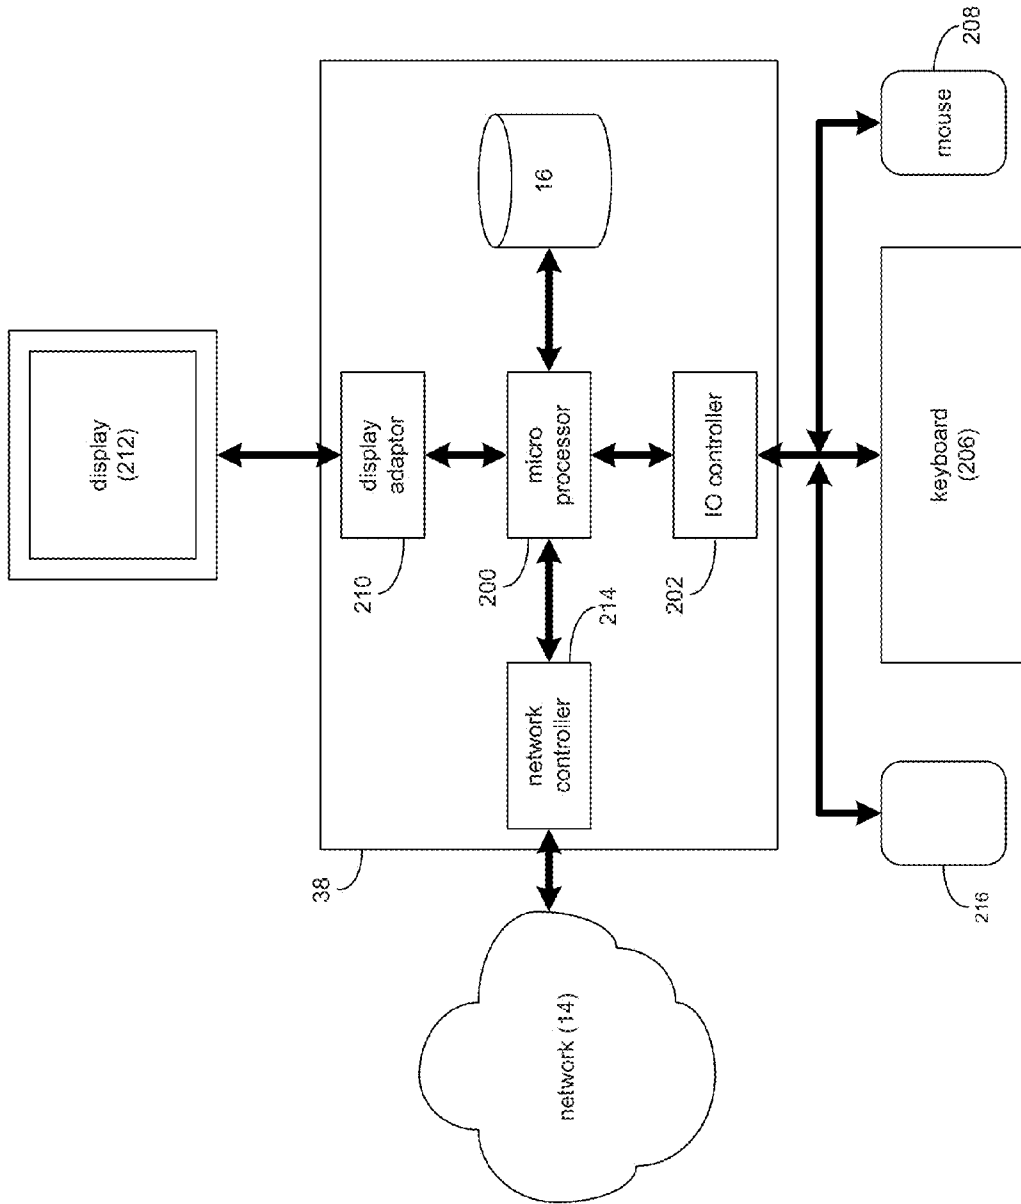 display
(212)
display
adaptor
210
micro
processor
200
16
IO controller
202
network
controller
214
38
network (14)
mouse
208
keyboard
(206)
216